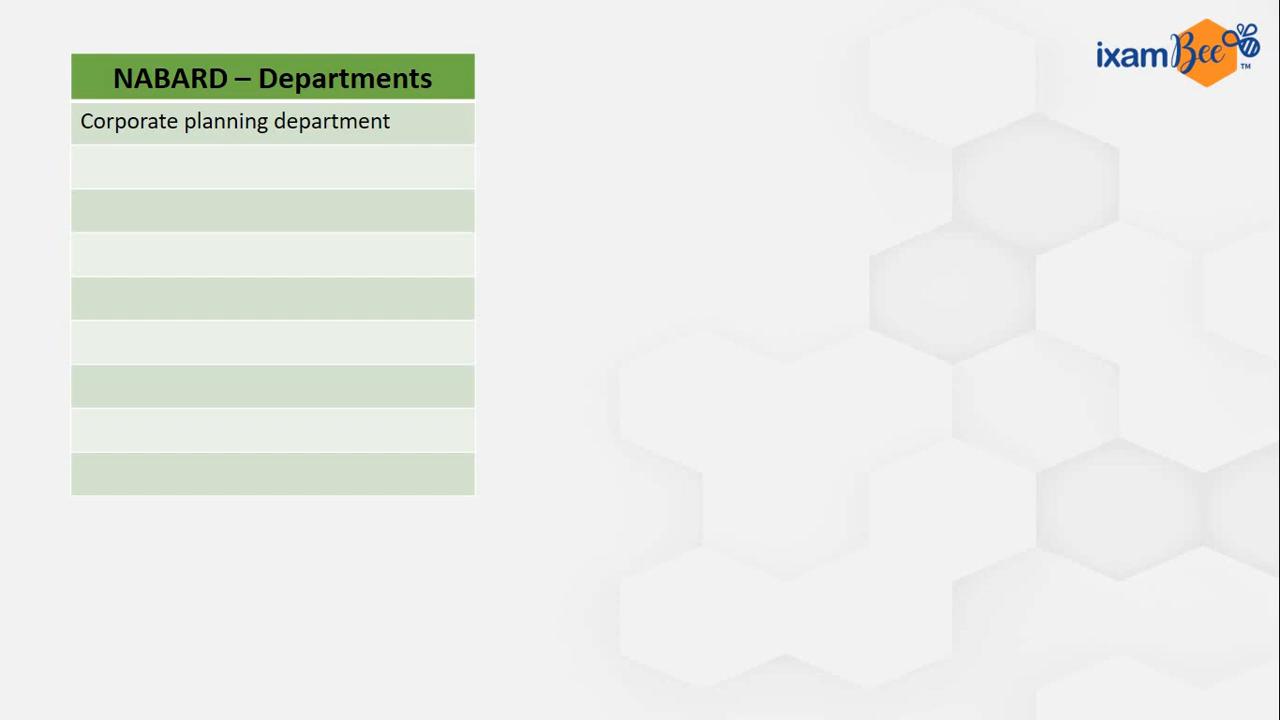 ixamBee
TM
NABARD – Departments
Corporate planning department